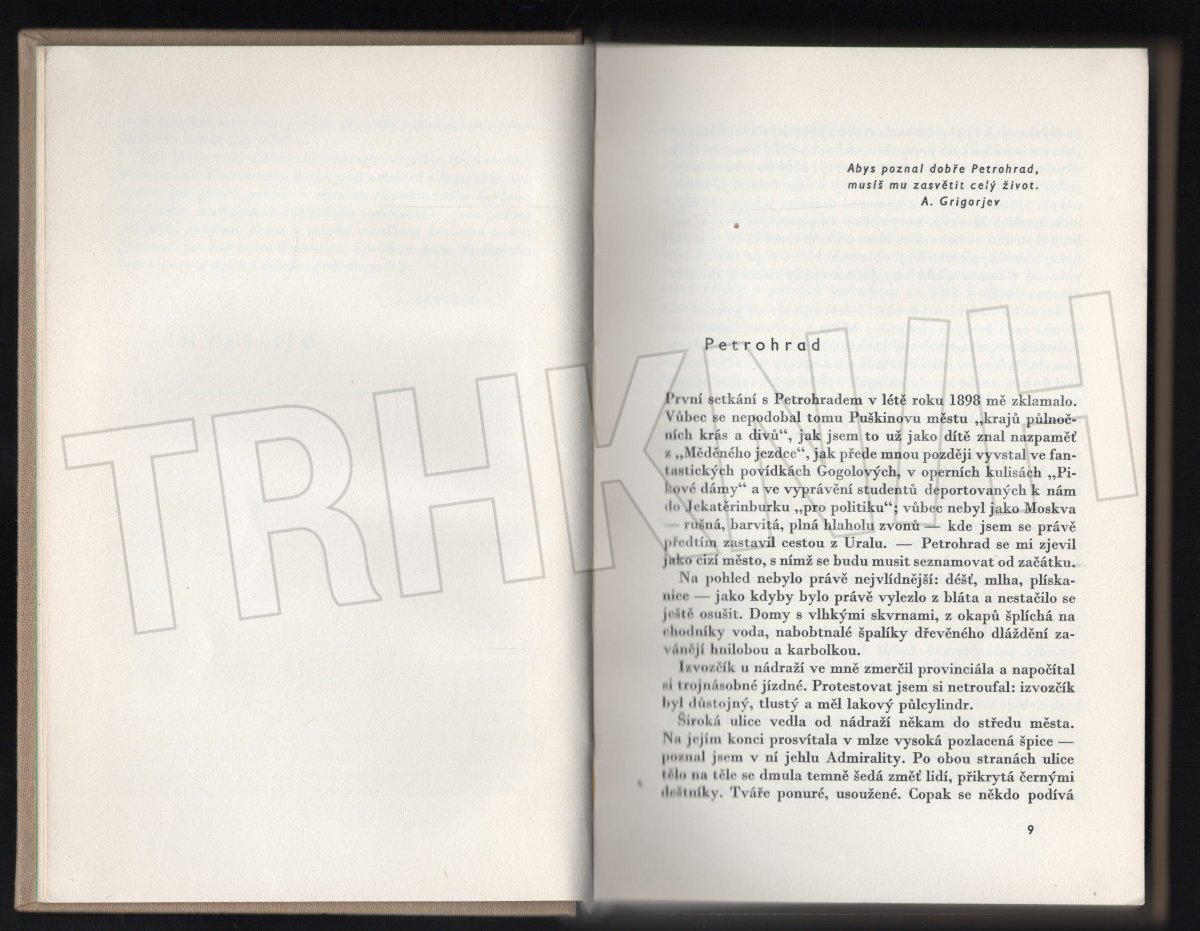 Abys poznal dobře Petrohrad,
musíš mu zasvětit celý život.
A. Grigorjev
Petrohrad
První setkání s Petrohradem v létě roku 1898 mě zklamalo.
Vůbec se nepodobal tomu Puškinovu městu „krajů půlnoč-
ních krás a divů“, jak jsem to už jako dítě znal nazpaměť
z „Měděného jezdce“, jak přede mnou později vyvstal ve fan-
tastických povídkách Gogolových, v operních kulisách „Pi-
kové dámy“ a ve vyprávění studentů deportovaných k nám
do Jekatěrinburku „pro politiku“; vůbec nebyl jako Moskva
— rušná, barvitá, plná hlaholu zvonů — kde jsem se právě
předtím zastavil cestou z Uralu. — Petrohrad se mi zjevil
jako cizí město, s nímž se budu musit seznamovat od začátku.
Na pohled nebylo právě nejvlídnější: déšť, mlha, plíska-
nice — jako kdyby bylo právě vylezlo z bláta a nestačilo se
ještě osušit. Domy s vlhkými skvrnami, z okapů šplíchá na
chodníky voda, nabobtnalé špalíky dřevěného dláždění za-
vánějí hnilobou a karbolkou.
Izvozčík u nádraží ve mně zmerčil provinciála a napočítal
si trojnásobné jízdné. Protestovat jsem si netroufal: izvozčík
byl důstojný, tlustý a měl lakový půlcylindr.
Široká ulice vedla od nádraží někam do středu města.
Na jejím konci prosvítala v mlze vysoká pozlacená špice —
poznal jsem v ní jehlu Admirality. Po obou stranách ulice
tělo na těle se dmula temně šedá změť lidí, přikrytá černými
deštníky. Tváře ponuré, usoužené. Copak se někdo podívá
9
TRHKNIH